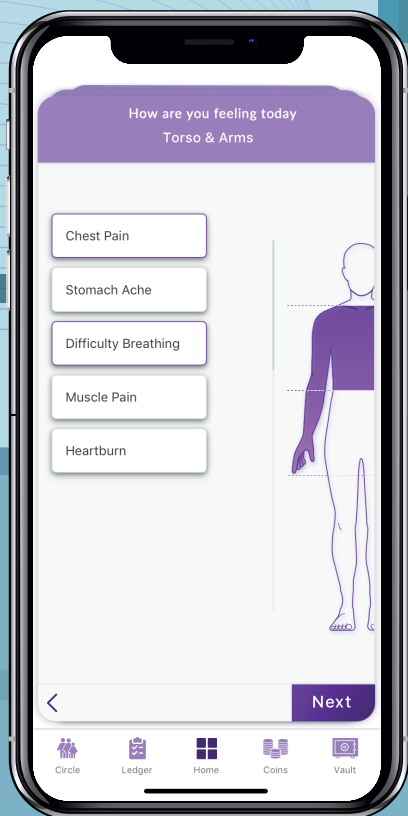 How are you feeling today
Torso & Arms
Chest Pain
Stomach Ache
Difficulty Breathing
Muscle Pain
Heartburn
Next
Circle
Ledger
Home
Coins
Vault